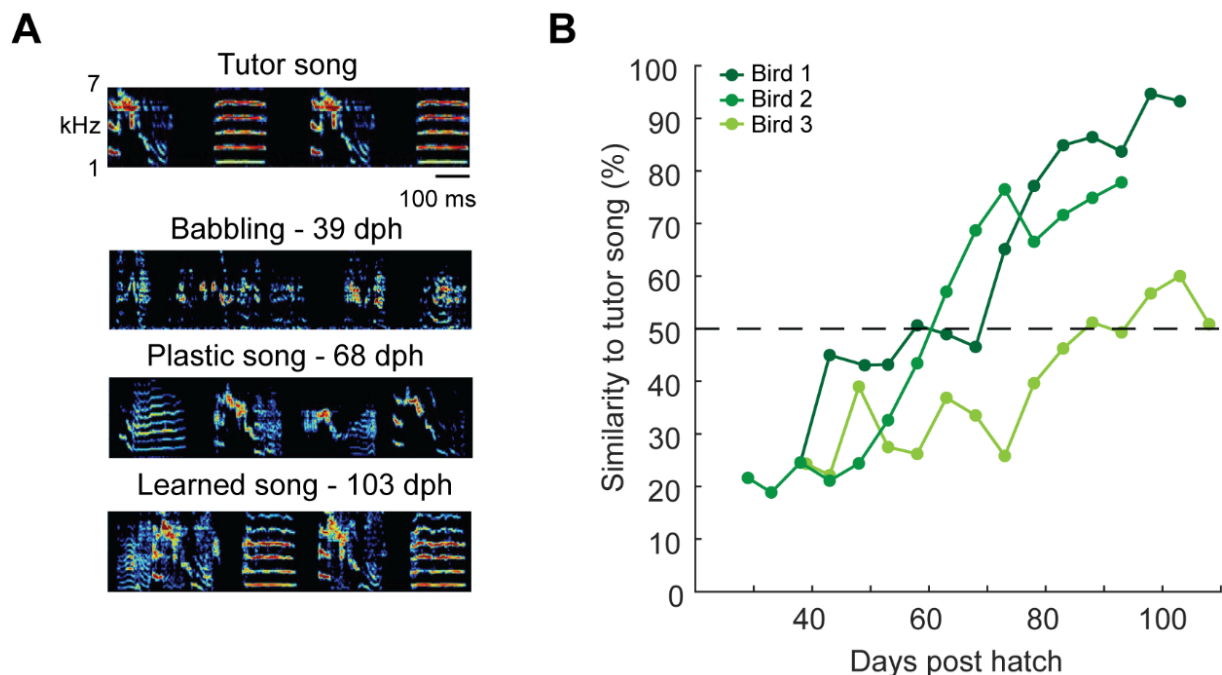 A
Tutor song
7
kHz
1
100 ms
Babbling - 39 dph
Plastic song - 68 dph
Learned song - 103 dph
B
Bird 1
Bird 2
Bird 3
Similarity to tutor song (%)
100
90
80
70
60
50
40
30
20
10
0
40
60
80
100
Days post hatch